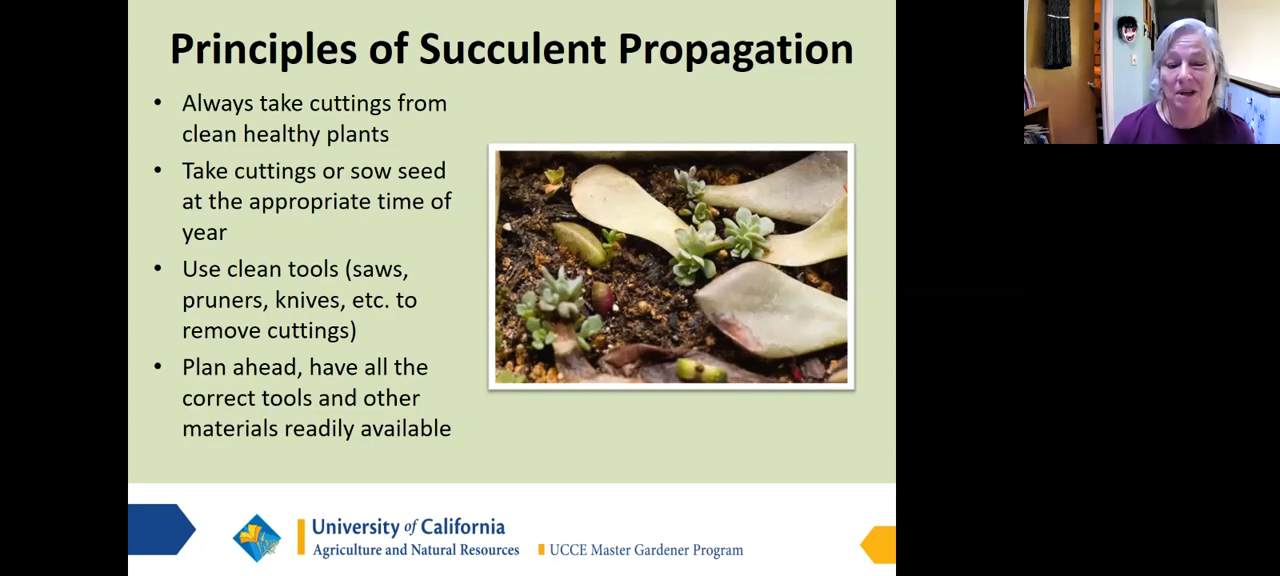 Principles of Succulent Propagation
• Always take cuttings from
clean healthy plants
• Take cuttings or sow seed
at the appropriate time of
year
• Use clean tools (saws,
pruners, knives, etc. to
remove cuttings)
• Plan ahead, have all the
correct tools and other
materials readily available
University of California
Agriculture and Natural Resources
UCCE Master Gardener Program